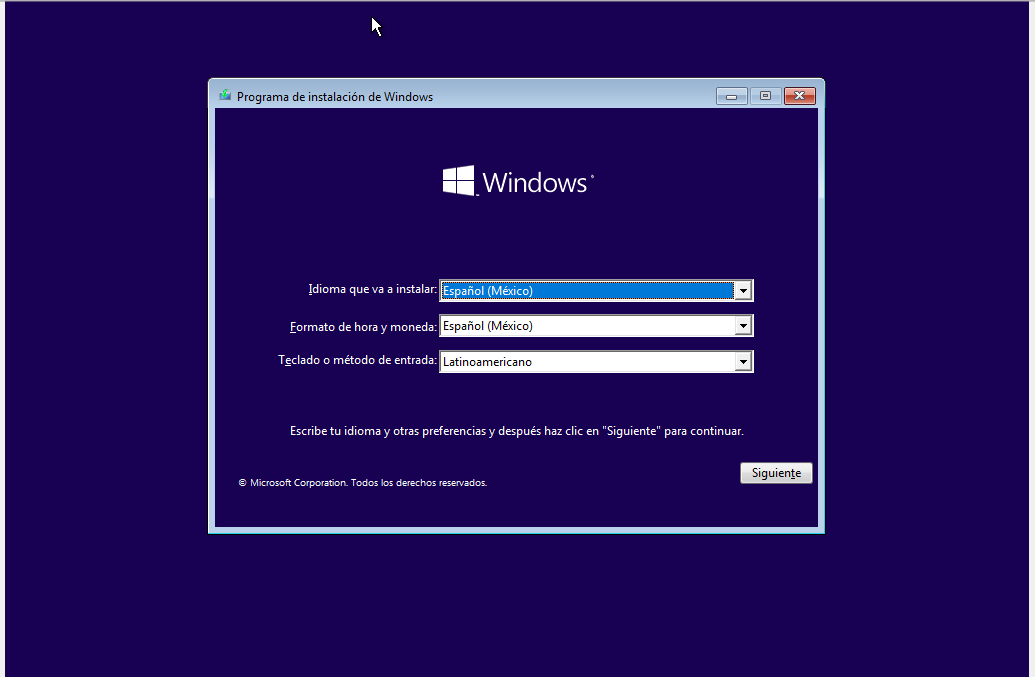 Programa de instalación de Windows
Windows
Idioma que va a instalar: Español (México)
Formato de hora y moneda: Español (México)
Teclado o método de entrada: Latinoamericano
Escribe tu idioma y otras preferencias y después haz clic en "Siguiente" para continuar.
Siguiente
© Microsoft Corporation. Todos los derechos reservados.